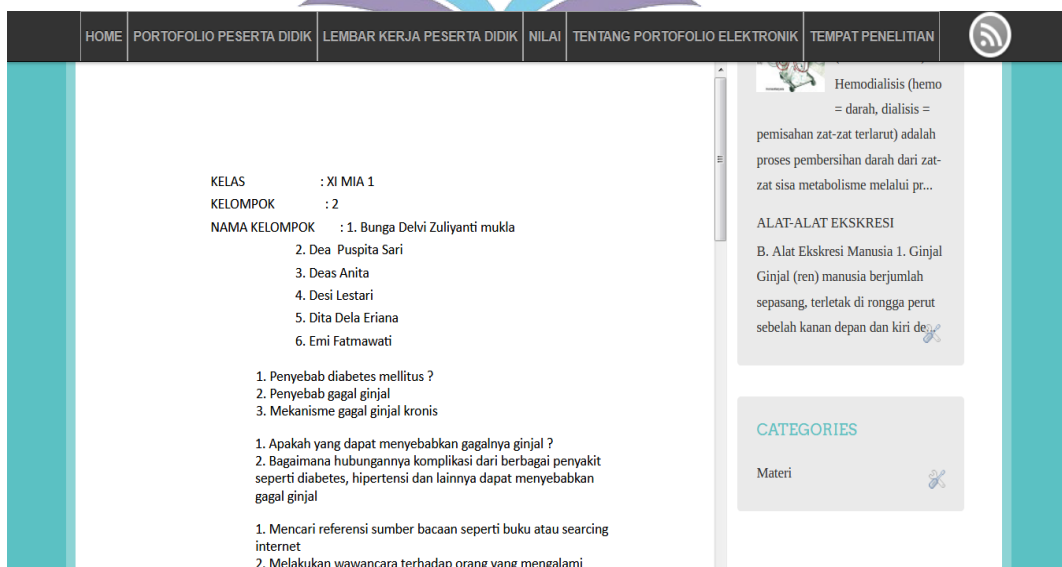 HOME PORTOFOLIO PESERTA DIDIK LEMBAR KERJA PESERTA DIDIK NILAI TENTANG PORTOFOLIO ELEKTRONIK TEMPAT PENELITIAN
KELAS : XI MIA 1
KELOMPOK : 2
NAMA KELOMPOK : 1. Bunga Delvi Zuliyanti mukla
2. Dea Puspita Sari
3. Deas Anita
4. Desi Lestari
5. Dita Dela Eriana
6. Emi Fatmawati
1. Penyebab diabetes mellitus ?
2. Penyebab gagal ginjal
3. Mekanisme gagal ginjal kronis
1. Apakah yang dapat menyebabkan gagalnya ginjal ?
2. Bagaimana hubungannya komplikasi dari berbagai penyakit
seperti diabetes, hipertensi dan lainnya dapat menyebabkan
gagal ginjal
1. Mencari referensi sumber bacaan seperti buku atau searcing
internet
2. Melakukan wawancara terhadap orang yang mengalami
Hemodialisis (hemo
= darah, dialisis =
pemisahan zat-zat terlarut) adalah
proses pembersihan darah dari zat-
zat sisa metabolisme melalui pr...
ALAT-ALAT EKSKRESI
B. Alat Ekskresi Manusia 1. Ginjal
Ginjal (ren) manusia berjumlah
sepasang, terletak di rongga perut
sebelah kanan depan dan kiri de...
CATEGORIES
Materi